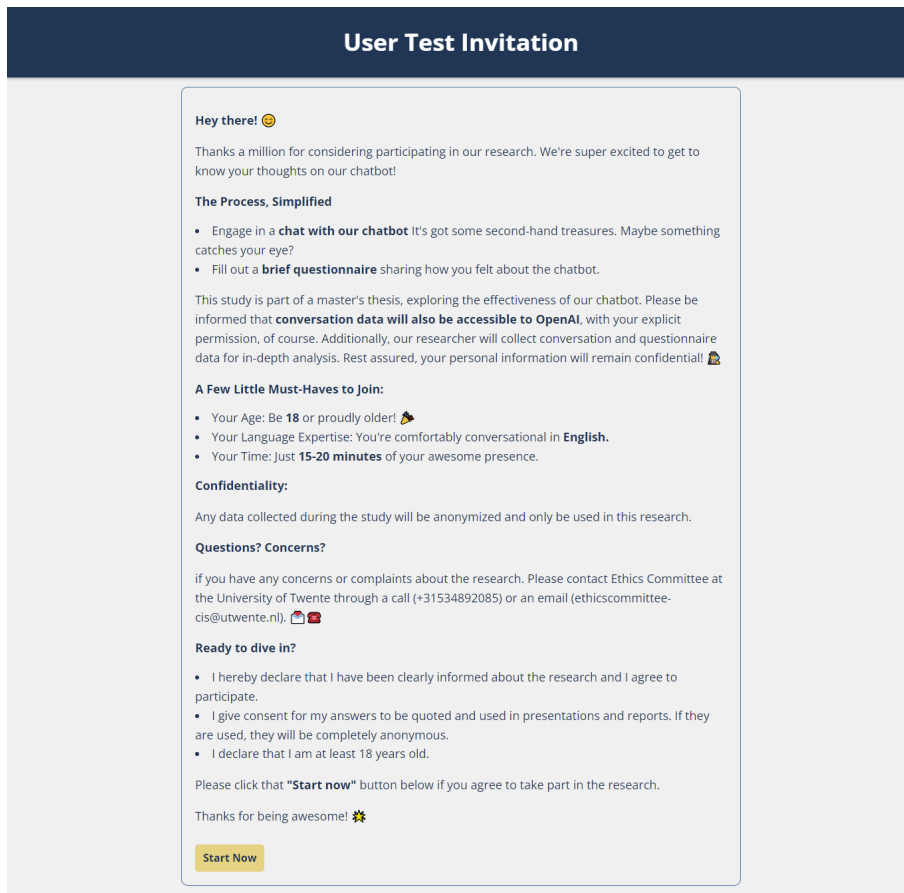 User Test Invitation
Hey there! 😊
Thanks a million for considering participating in our research. We're super excited to get to
know your thoughts on our chatbot!
The Process, Simplified
• Engage in a chat with our chatbot It's got some second-hand treasures. Maybe something
catches your eye?
• Fill out a brief questionnaire sharing how you felt about the chatbot.
This study is part of a master's thesis, exploring the effectiveness of our chatbot. Please be
informed that conversation data will also be accessible to OpenAI, with your explicit
permission, of course. Additionally, our researcher will collect conversation and questionnaire
data for in-depth analysis. Rest assured, your personal information will remain confidential! 🕵️
A Few Little Must-Haves to Join:
• Your Age: Be 18 or proudly older! 🎉
• Your Language Expertise: You're comfortably conversational in English.
• Your Time: Just 15-20 minutes of your awesome presence.
Confidentiality:
Any data collected during the study will be anonymized and only be used in this research.
Questions? Concerns?
if you have any concerns or complaints about the research. Please contact Ethics Committee at
the University of Twente through a call (+31534892085) or an email (ethicscommittee-
cis@utwente.nl). 📩☎️
Ready to dive in?
• I hereby declare that I have been clearly informed about the research and I agree to
participate.
• I give consent for my answers to be quoted and used in presentations and reports. If they
are used, they will be completely anonymous.
• I declare that I am at least 18 years old.
Please click that "Start now" button below if you agree to take part in the research.
Thanks for being awesome! 🌟
Start Now